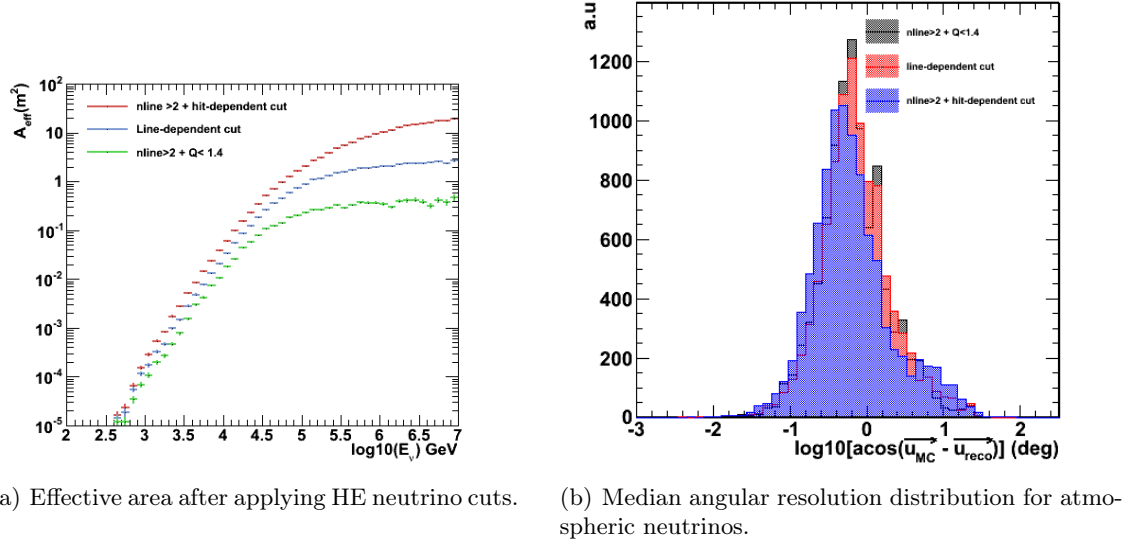 A_eff(m²)
10²
10
1
10⁻¹
10⁻²
10⁻³
10⁻⁴
10⁻⁵
nline >2 + hit-dependent cut
Line-dependent cut
nline>2 + Q< 1.4
2 2.5 3 3.5 4 4.5 5 5.5 6 6.5 7
log10(E_ν) GeV
a) Effective area after applying HE neutrino cuts.
a.u
1200
1000
800
600
400
200
0
nline>2 + Q<1.4
line-dependent cut
nline>2 + hit-dependent cut
-3 -2 -1 0 1 2
log10[acos(u_MC - u_reco)] (deg)
(b) Median angular resolution distribution for atmo-
spheric neutrinos.